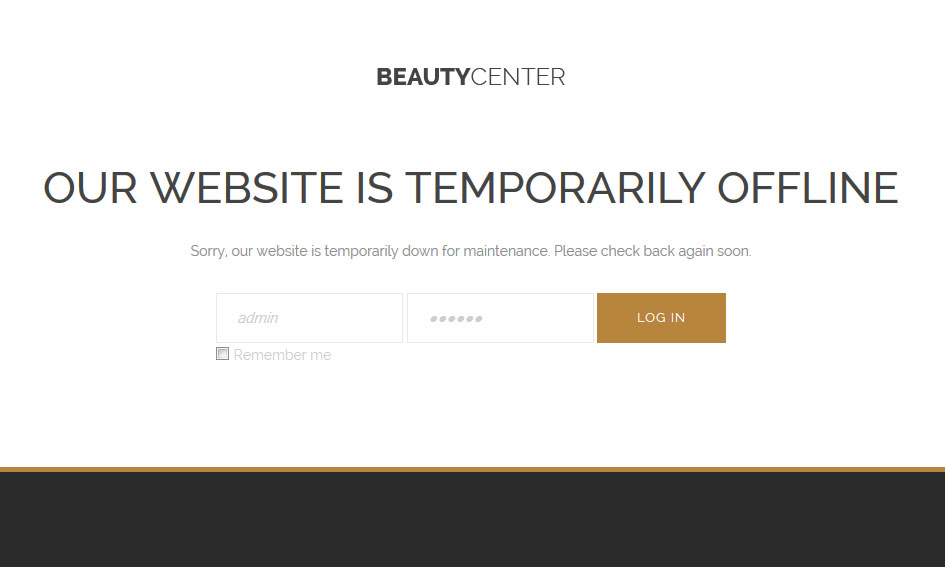 BEAUTYCENTER
OUR WEBSITE IS TEMPORARILY OFFLINE
Sorry, our website is temporarily down for maintenance. Please check back again soon.
admin
●●●●●●
LOG IN
Remember me